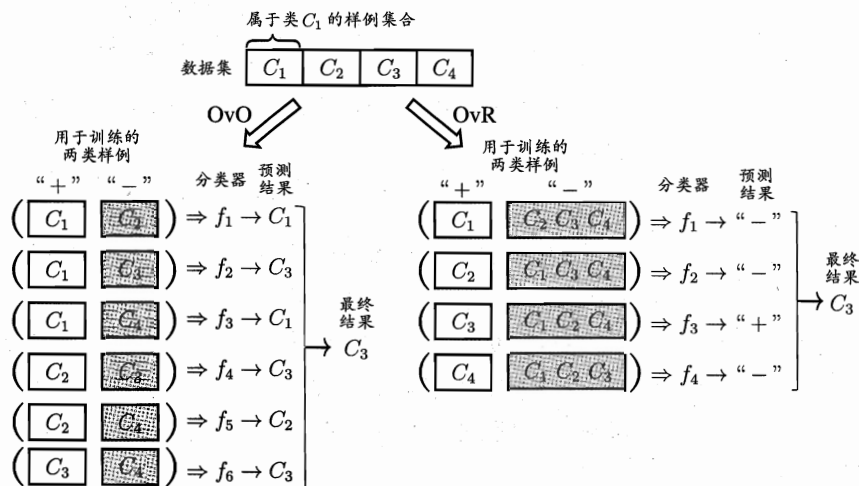 属于类 C₁ 的样例集合
数据集 C₁ C₂ C₃ C₄
OvO
用于训练的
两类样例
“+” “−” 分类器 预测结果
( C₁ C₂ ) ⇒ f₁ → C₁
( C₁ C₃ ) ⇒ f₂ → C₃
( C₁ C₄ ) ⇒ f₃ → C₁
( C₂ C₃ ) ⇒ f₄ → C₃
( C₂ C₄ ) ⇒ f₅ → C₂
( C₃ C₄ ) ⇒ f₆ → C₃
最终
结果
→ C₃
OvR
用于训练的
两类样例
“+” “−” 分类器 预测结果
( C₁ C₂ C₃ C₄ ) ⇒ f₁ → “−”
( C₂ C₁ C₃ C₄ ) ⇒ f₂ → “−”
( C₃ C₁ C₂ C₄ ) ⇒ f₃ → “+”
( C₄ C₁ C₂ C₃ ) ⇒ f₄ → “−”
最终
结果
→ C₃